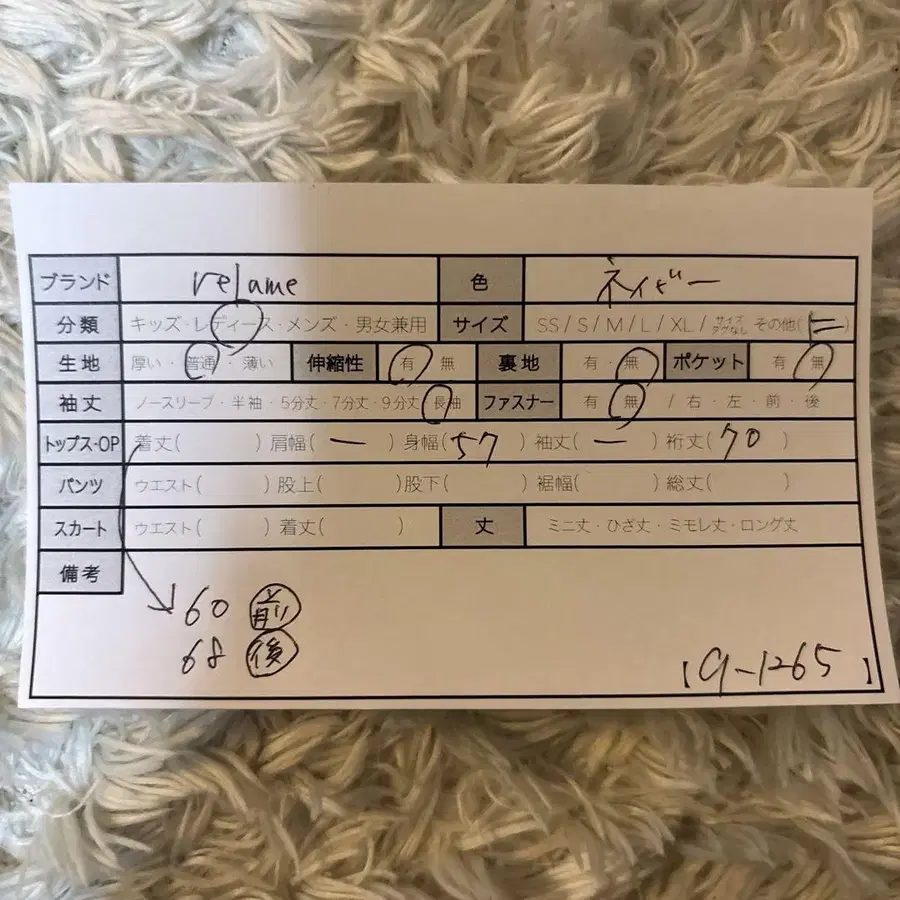 ブランド relame 色 ネイビー
分類 キッズ・レディース・メンズ・男女兼用 サイズ SS / S / M / L / XL / サイズタグなし その他( )
生地 厚い・普通・薄い 伸縮性 有・無 裏地 有・無 ポケット 有・無
袖丈 ノースリーブ・半袖・5分丈・7分丈・9分丈・長袖 ファスナー 有・無 / 右・左・前・後
トップス・OP 着丈( ) 肩幅( ー ) 身幅( 57 ) 袖丈( ー ) 裄丈( 70 )
パンツ ウエスト( ) 股上( ) 股下( ) 裾幅( ) 総丈( )
スカート ウエスト( ) 着丈( ) 丈 ミニ丈・ひざ丈・ミモレ丈・ロング丈
備考
60 前
68 後
【 9-1265 】